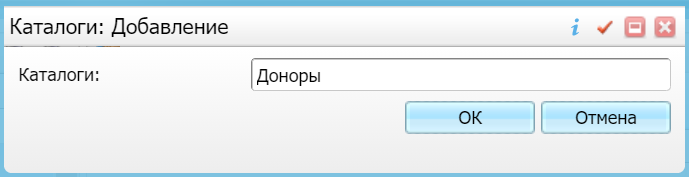 Каталоги: Добавление
Каталоги:
Доноры
ОК
Отмена